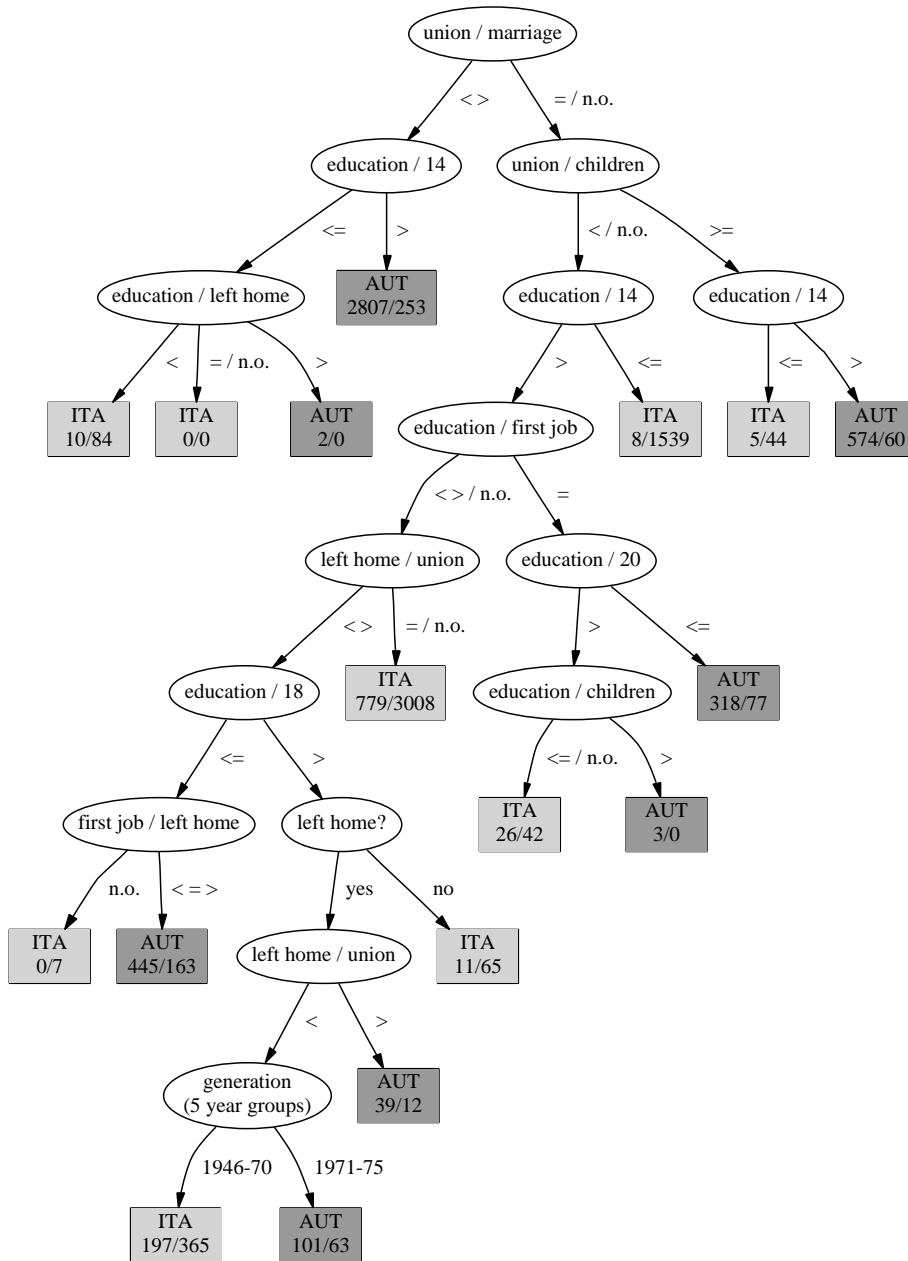 union / marriage
< >
= / n.o.
education / 14
union / children
<=
>
< / n.o.
>=
education / left home
AUT
2807/253
education / 14
education / 14
<
= / n.o.
>
>
<=
<=
>
ITA
10/84
ITA
0/0
AUT
2/0
education / first job
ITA
8/1539
ITA
5/44
AUT
574/60
< > / n.o.
=
left home / union
education / 20
< >
= / n.o.
>
<=
education / 18
ITA
779/3008
education / children
AUT
318/77
<=
>
<= / n.o.
>
first job / left home
left home?
ITA
26/42
AUT
3/0
n.o.
< = >
yes
no
ITA
0/7
AUT
445/163
left home / union
ITA
11/65
<
>
generation
(5 year groups)
AUT
39/12
1946-70
1971-75
ITA
197/365
AUT
101/63